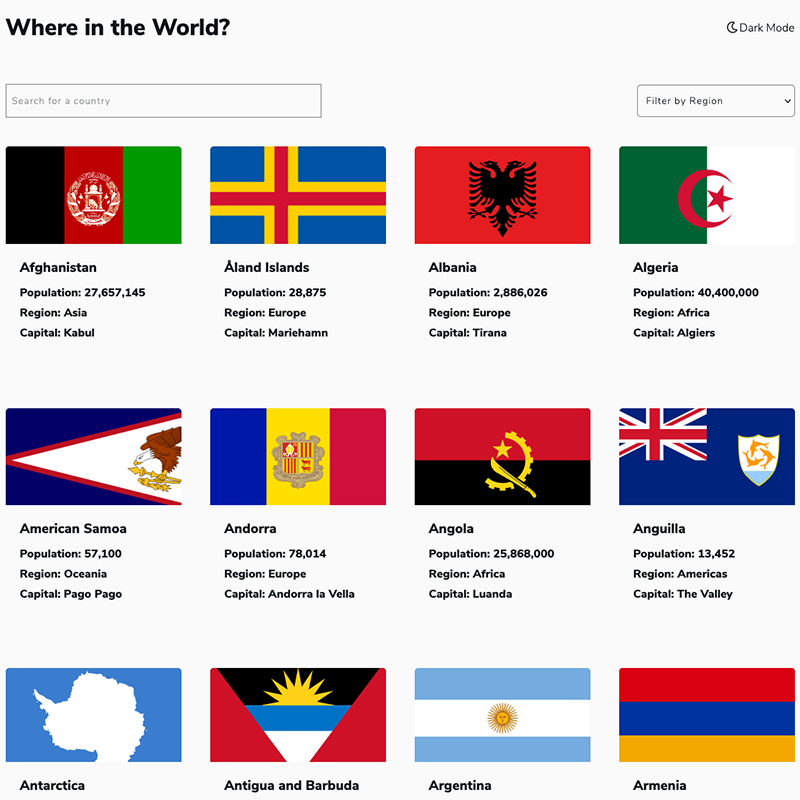 Where in the World?
Dark Mode
Search for a country
Filter by Region
Afghanistan
Population: 27,657,145
Region: Asia
Capital: Kabul
Åland Islands
Population: 28,875
Region: Europe
Capital: Mariehamn
Albania
Population: 2,886,026
Region: Europe
Capital: Tirana
Algeria
Population: 40,400,000
Region: Africa
Capital: Algiers
American Samoa
Population: 57,100
Region: Oceania
Capital: Pago Pago
Andorra
Population: 78,014
Region: Europe
Capital: Andorra la Vella
Angola
Population: 25,868,000
Region: Africa
Capital: Luanda
Anguilla
Population: 13,452
Region: Americas
Capital: The Valley
Antarctica
Antigua and Barbuda
Argentina
Armenia